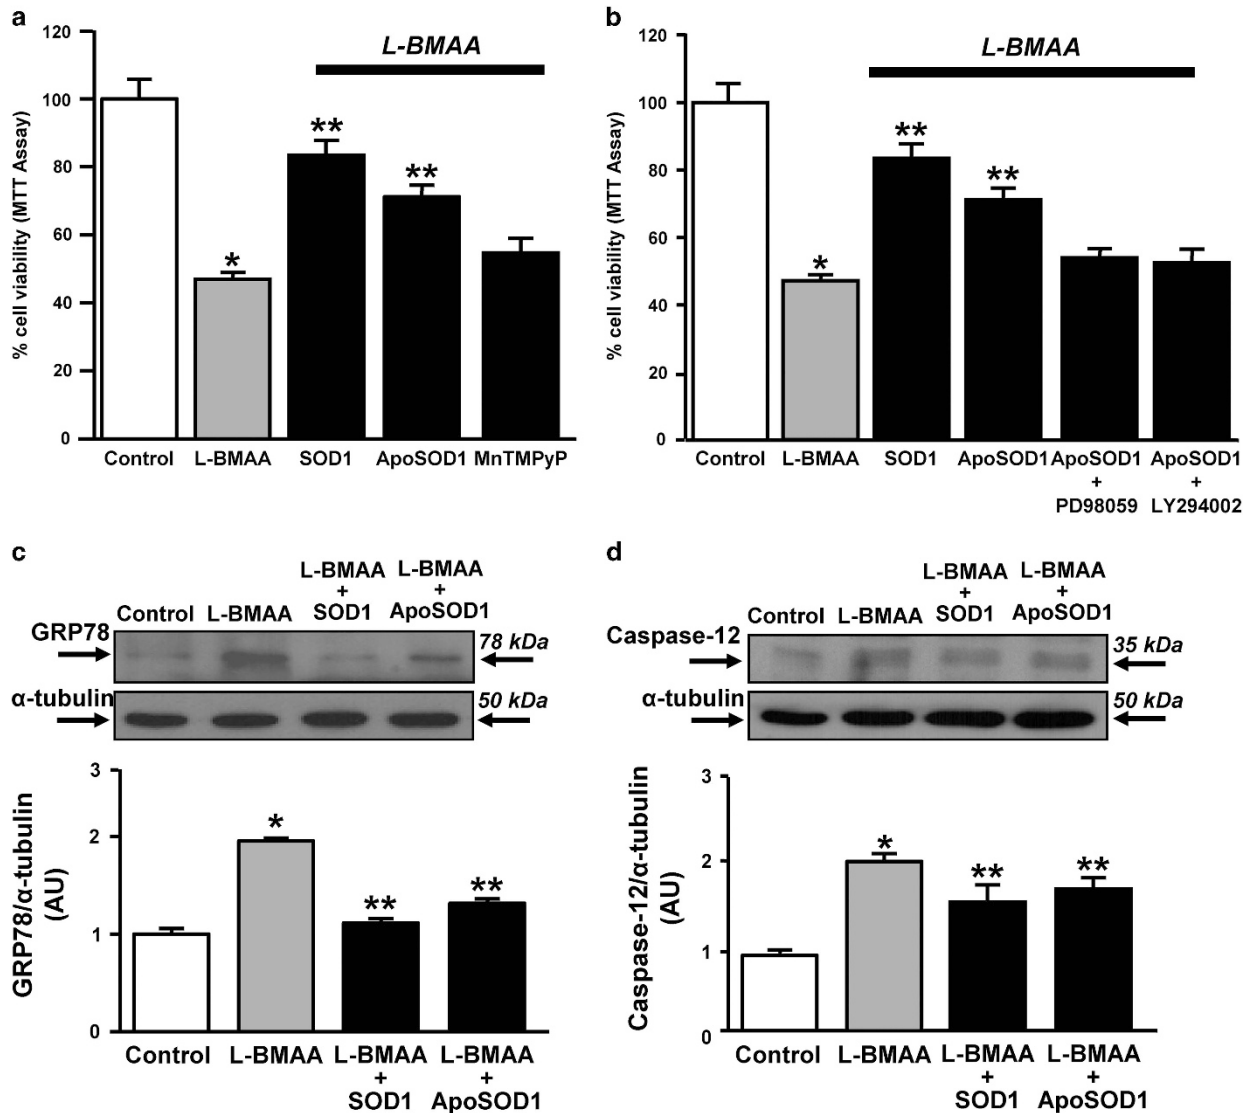 a
L-BMAA
% cell viability (MTT Assay)
120
100
80
60
40
20
0
**
**
*
Control L-BMAA SOD1 ApoSOD1 MnTMPyP
b
L-BMAA
% cell viability (MTT Assay)
120
100
80
60
40
20
0
**
**
*
Control L-BMAA SOD1 ApoSOD1 ApoSOD1 ApoSOD1
+ +
PD98059 LY294002
c
L-BMAA L-BMAA
+ +
Control L-BMAA SOD1 ApoSOD1
GRP78 78 kDa
α-tubulin 50 kDa
GRP78/α-tubulin
(AU)
3
2
1
0
*
**
**
Control L-BMAA L-BMAA L-BMAA
+ +
SOD1 ApoSOD1
d
L-BMAA L-BMAA
+ +
Control L-BMAA SOD1 ApoSOD1
Caspase-12 35 kDa
α-tubulin 50 kDa
Caspase-12/α-tubulin
(AU)
3
2
1
0
*
**
**
Control L-BMAA L-BMAA L-BMAA
+ +
SOD1 ApoSOD1